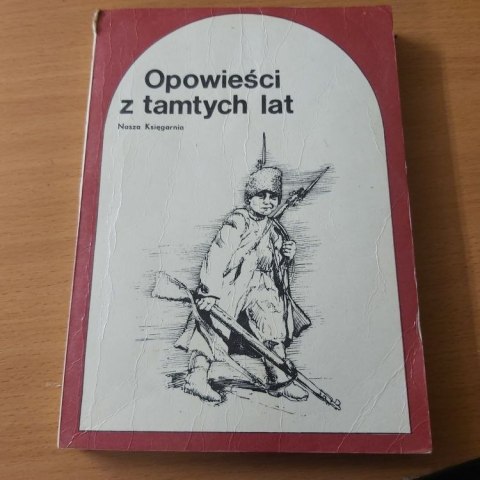 Opowieści
z tamtych lat
Nasza Księgarnia